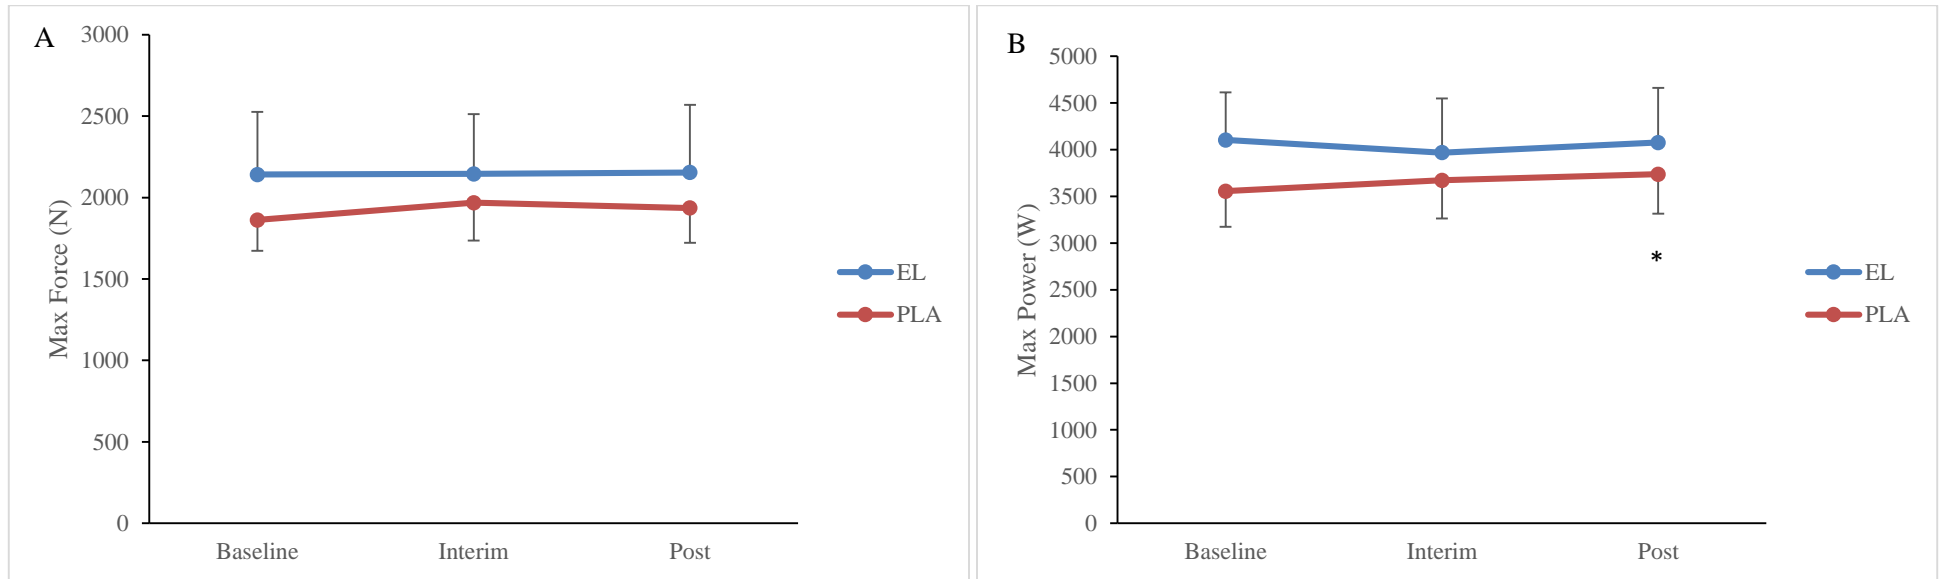 A
3000
2500
2000
1500
1000
500
0
Max Force (N)
Baseline Interim Post
EL
PLA
B
5000
4500
4000
3500
3000
2500
2000
1500
1000
500
0
Max Power (W)
*
Baseline Interim Post
EL
PLA